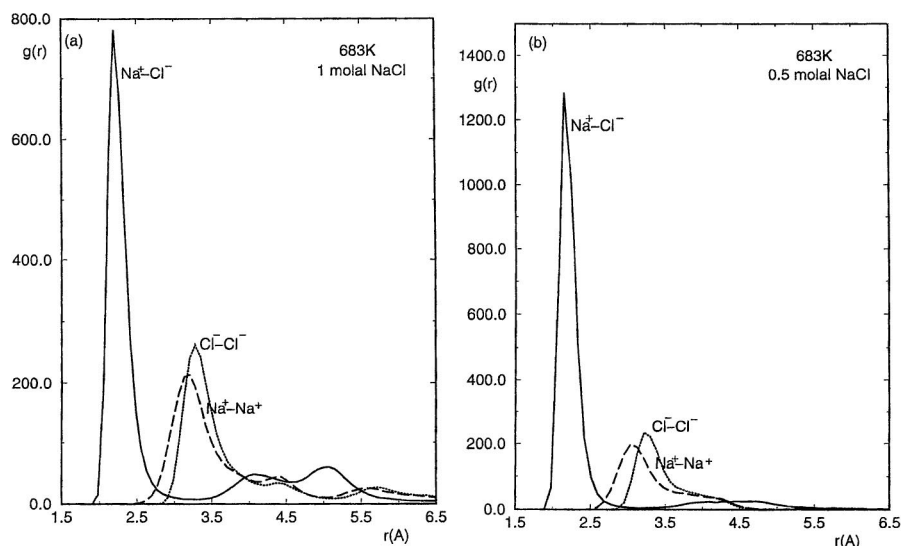 800.0
(a)
g(r)
683K
1 molal NaCl
Na⁺–Cl⁻
600.0
400.0
Cl⁻–Cl⁻
200.0
Na⁺–Na⁺
0.0
1.5 2.5 3.5 4.5 5.5 6.5
r(A)
(b)
1400.0
683K
g(r)
0.5 molal NaCl
1200.0
Na⁺–Cl⁻
1000.0
800.0
600.0
400.0
200.0
Cl⁻–Cl⁻
Na⁺–Na⁺
0.0
1.5 2.5 3.5 4.5 5.5 6.5
r(A)